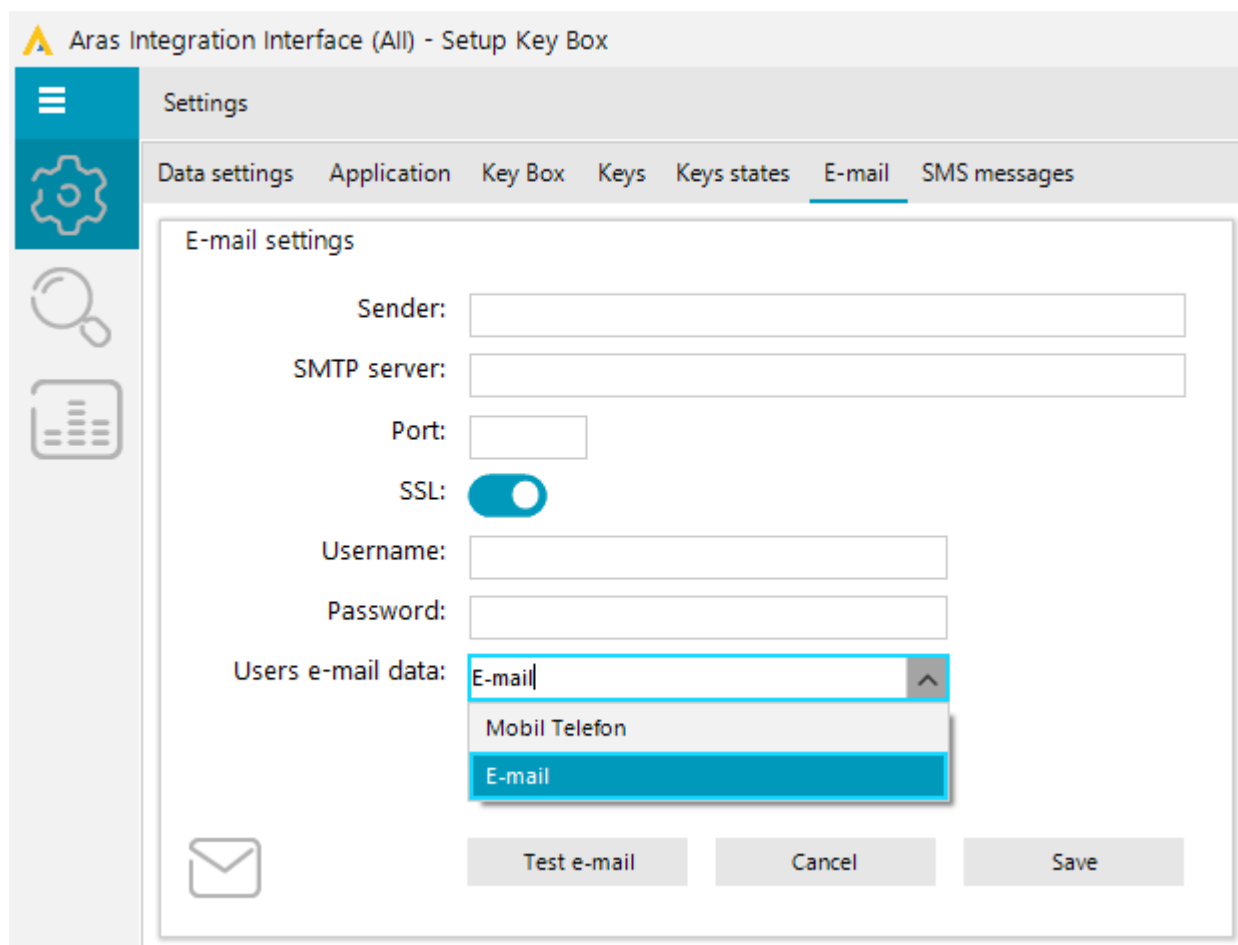 Aras Integration Interface (AII) - Setup Key Box
Settings
Data settings Application Key Box Keys Keys states E-mail SMS messages
E-mail settings
Sender:
SMTP server:
Port:
SSL:
Username:
Password:
Users e-mail data: E-mail
Mobil Telefon
E-mail
Test e-mail Cancel Save